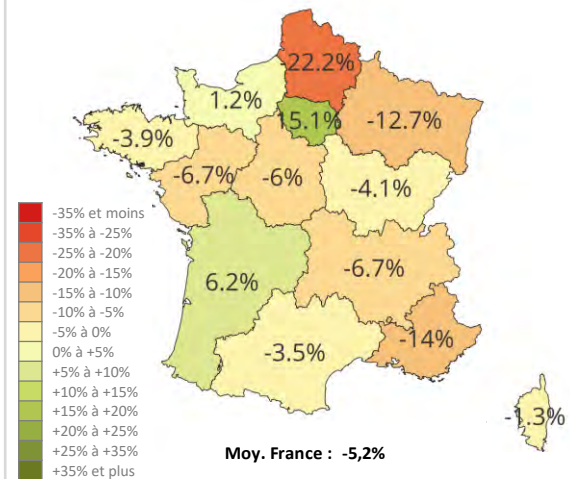 22.2%
1.2%
15.1%
-12.7%
-3.9%
-6.7%
-6%
-4.1%
6.2%
-6.7%
-3.5%
-14%
-1.3%
-35% et moins
-35% à -25%
-25% à -20%
-20% à -15%
-15% à -10%
-10% à -5%
-5% à 0%
0% à +5%
+5% à +10%
+10% à +15%
+15% à +20%
+20% à +25%
+25% à +35%
+35% et plus
Moy. France : -5,2%